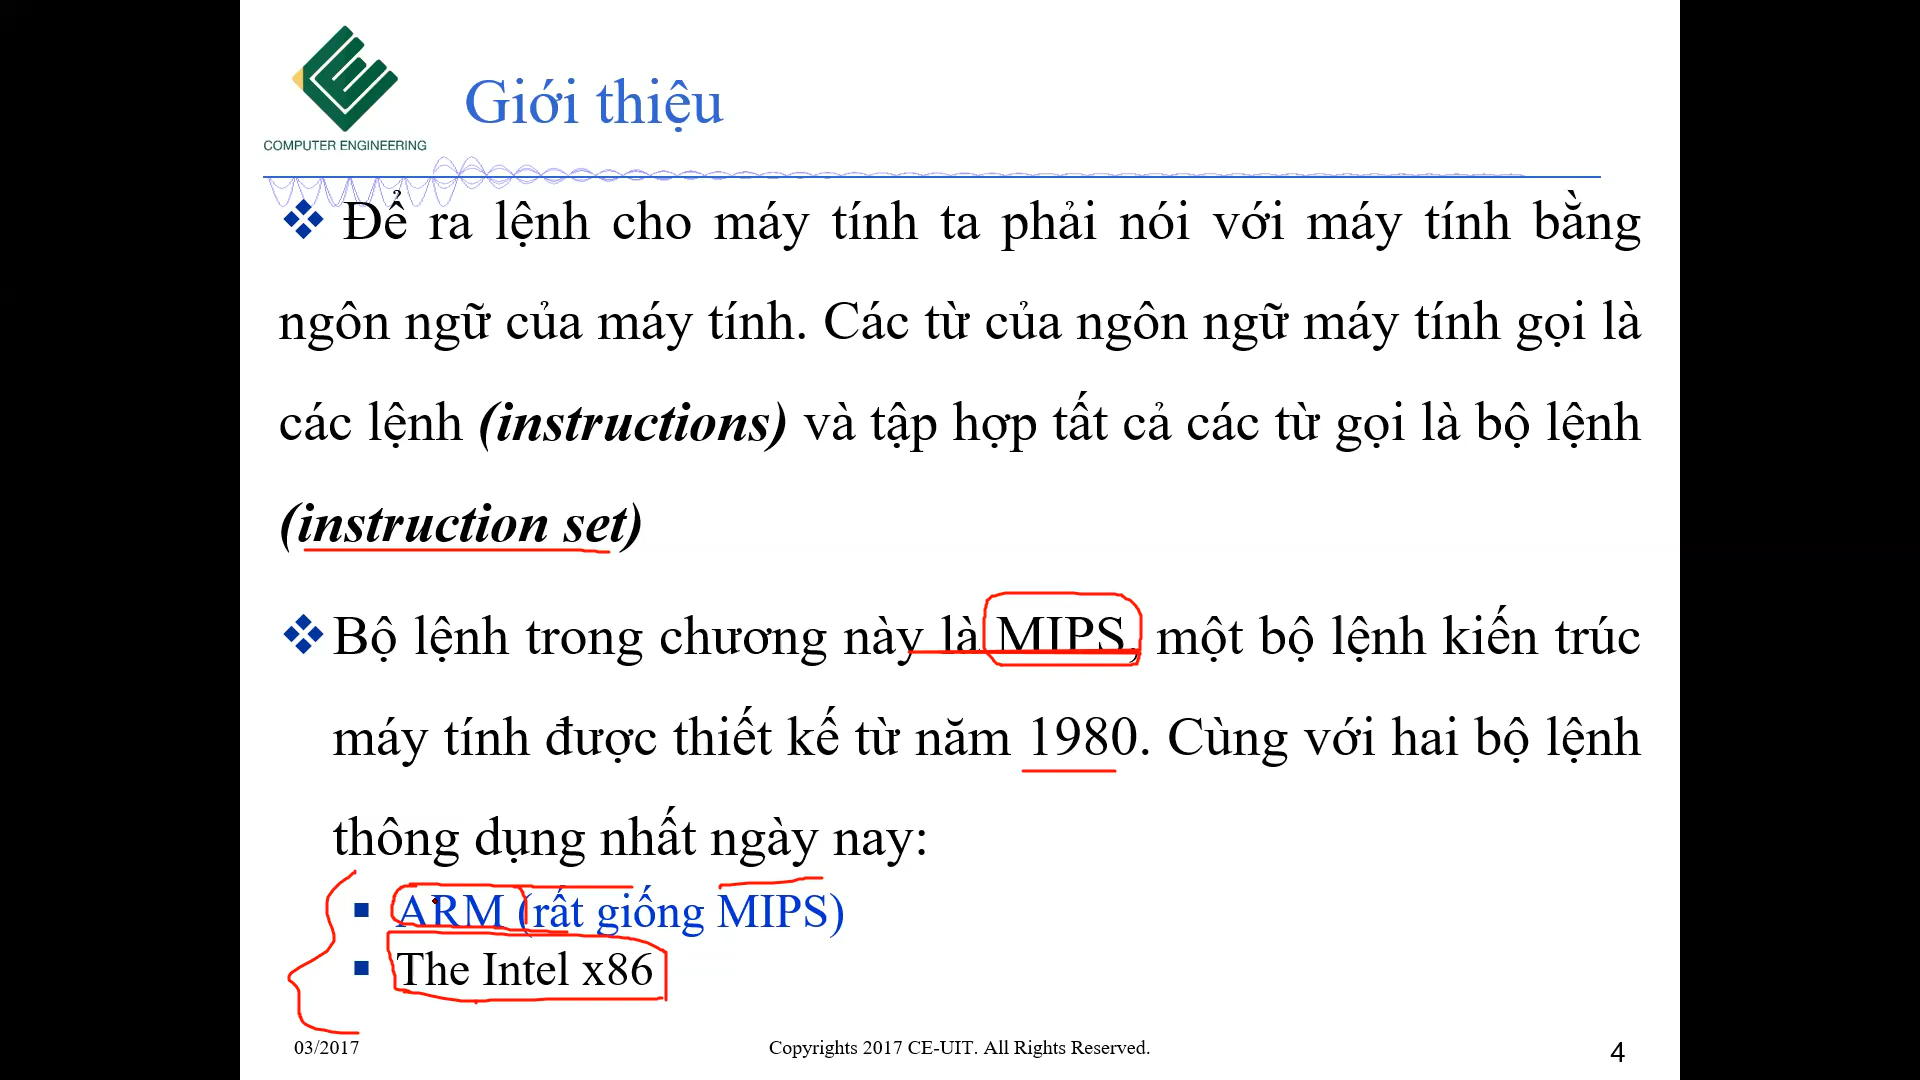 COMPUTER ENGINEERING
Giới thiệu
❖ Để ra lệnh cho máy tính ta phải nói với máy tính bằng
ngôn ngữ của máy tính. Các từ của ngôn ngữ máy tính gọi là
các lệnh (instructions) và tập hợp tất cả các từ gọi là bộ lệnh
(instruction set)
❖ Bộ lệnh trong chương này là MIPS, một bộ lệnh kiến trúc
máy tính được thiết kế từ năm 1980. Cùng với hai bộ lệnh
thông dụng nhất ngày nay:
▪ ARM (rất giống MIPS)
▪ The Intel x86
03/2017
Copyrights 2017 CE-UIT. All Rights Reserved.
4